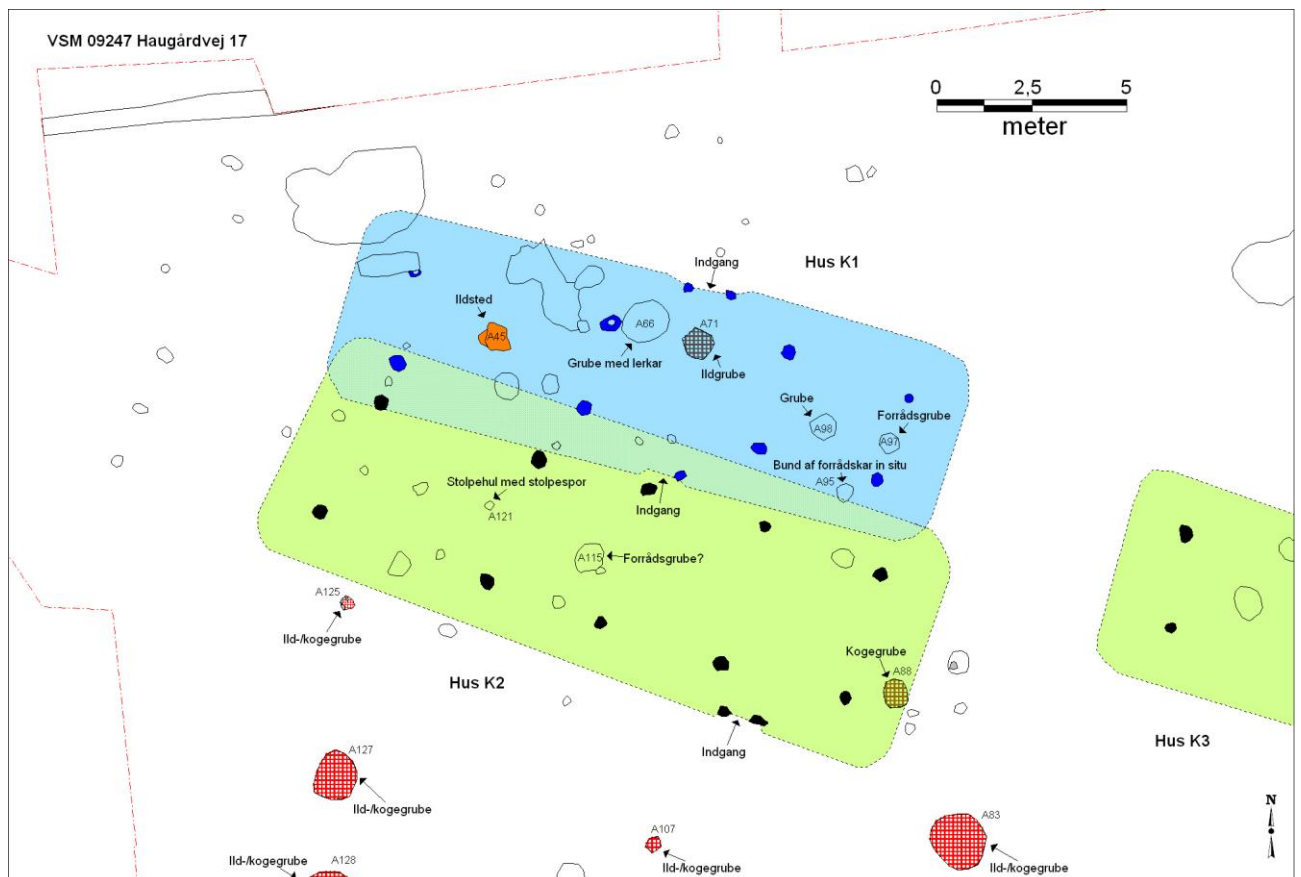 VSM 09247 Haugårdvej 17
0 2,5 5
meter
Indgang
Hus K1
Ildsted
A45
A66
A71
Grube med lerkar
Ildgrube
Grube
A98
Forrådsgrube
A97
Bund af forrådskar in situ
A95
Stolpehul med stolpespor
A121
Indgang
A115
Forrådsgrube?
A125
Ild-/kogegrube
Kogegrube
A88
Hus K2
Indgang
Hus K3
A127
Ild-/kogegrube
N
A107
Ild-/kogegrube
A83
Ild-/kogegrube
Ild-/kogegrube
A128